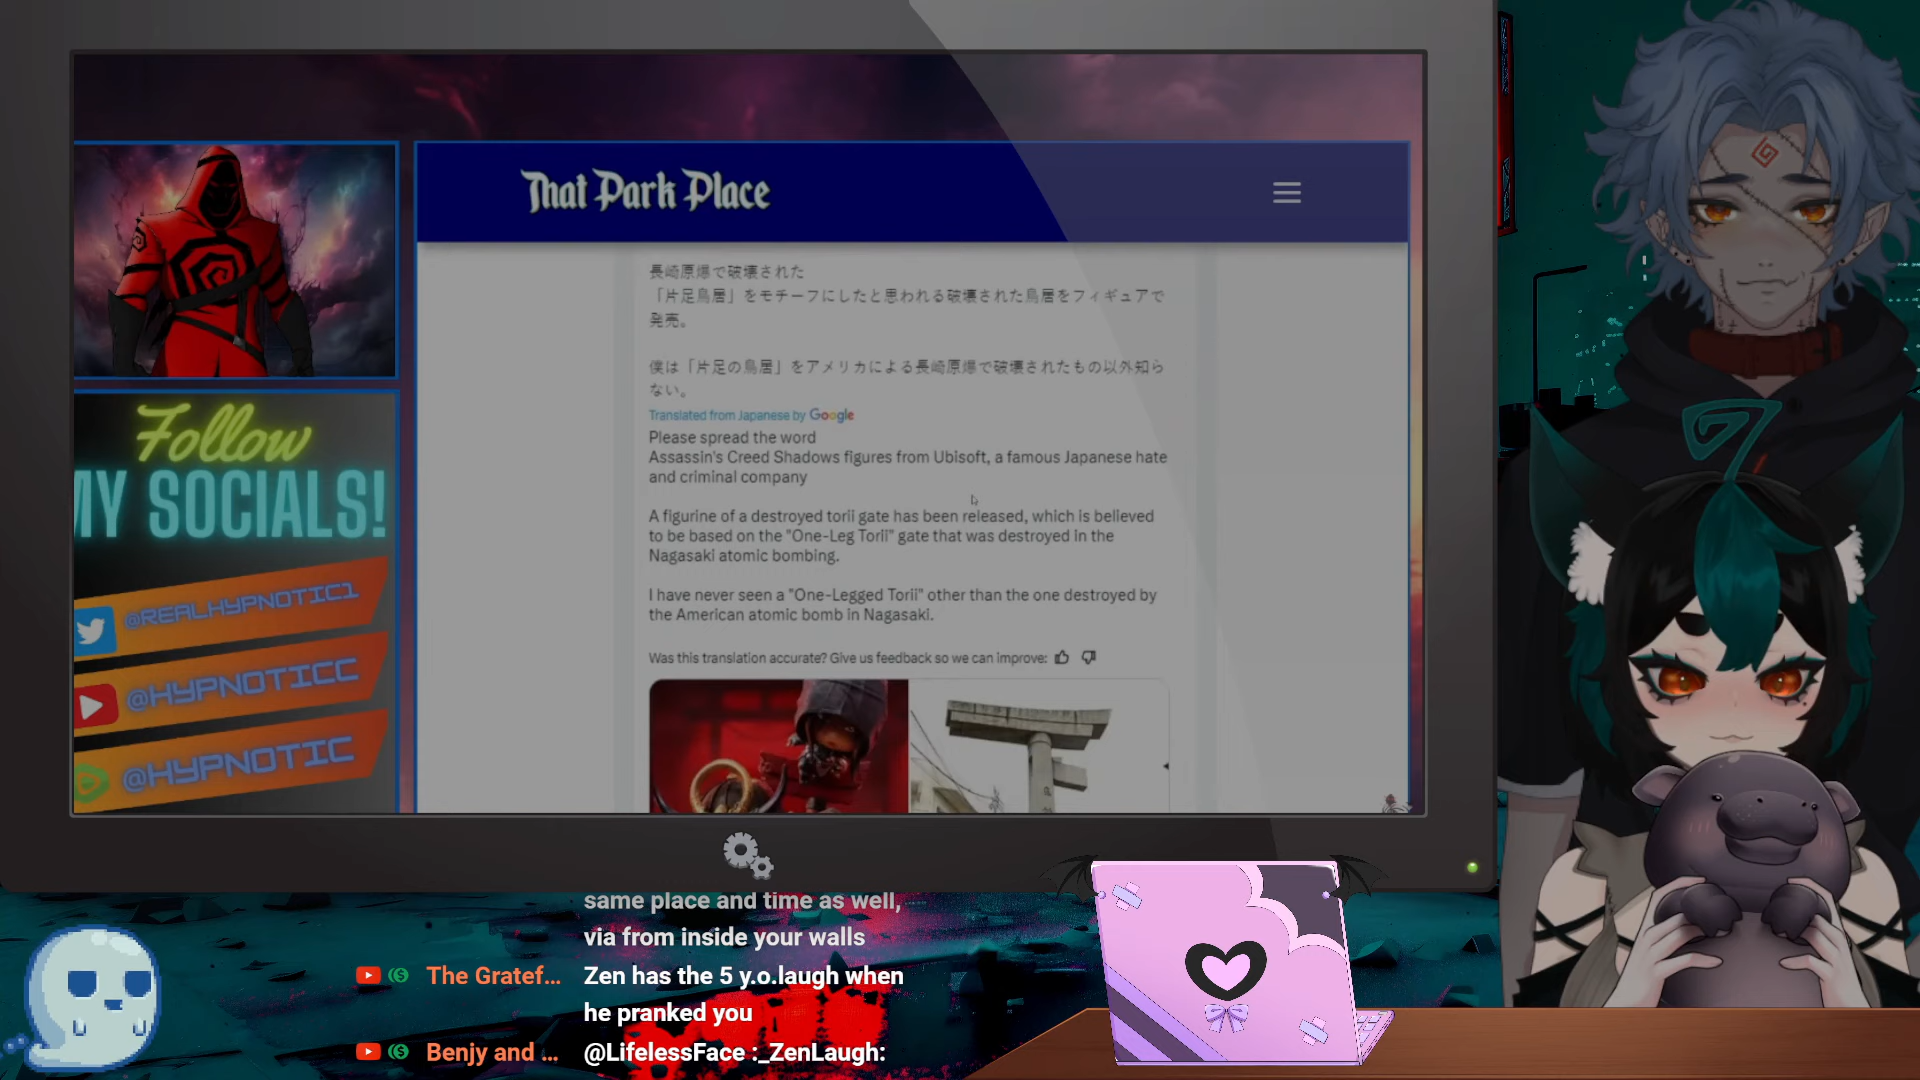 That Park Place
長崎原爆で破壊された
「片足鳥居」をモチーフにしたと思われる破壊された鳥居をフィギュアで
発売。
僕は「片足の鳥居」をアメリカによる長崎原爆で破壊されたもの以外知ら
ない。
Translated from Japanese by Google
Please spread the word
Assassin's Creed Shadows figures from Ubisoft, a famous Japanese hate
and criminal company
A figurine of a destroyed torii gate has been released, which is believed
to be based on the "One-Leg Torii" gate that was destroyed in the
Nagasaki atomic bombing.
I have never seen a "One-Legged Torii" other than the one destroyed by
the American atomic bomb in Nagasaki.
Was this translation accurate? Give us feedback so we can improve:
Follow
MY SOCIALS!
@REALHYPNOTIC1
@HYPNOTICC
@HYPNOTIC
same place and time as well,
via from inside your walls
The Gratef... Zen has the 5 y.o.laugh when
he pranked you
Benjy and ... @LifelessFace :_ZenLaugh: